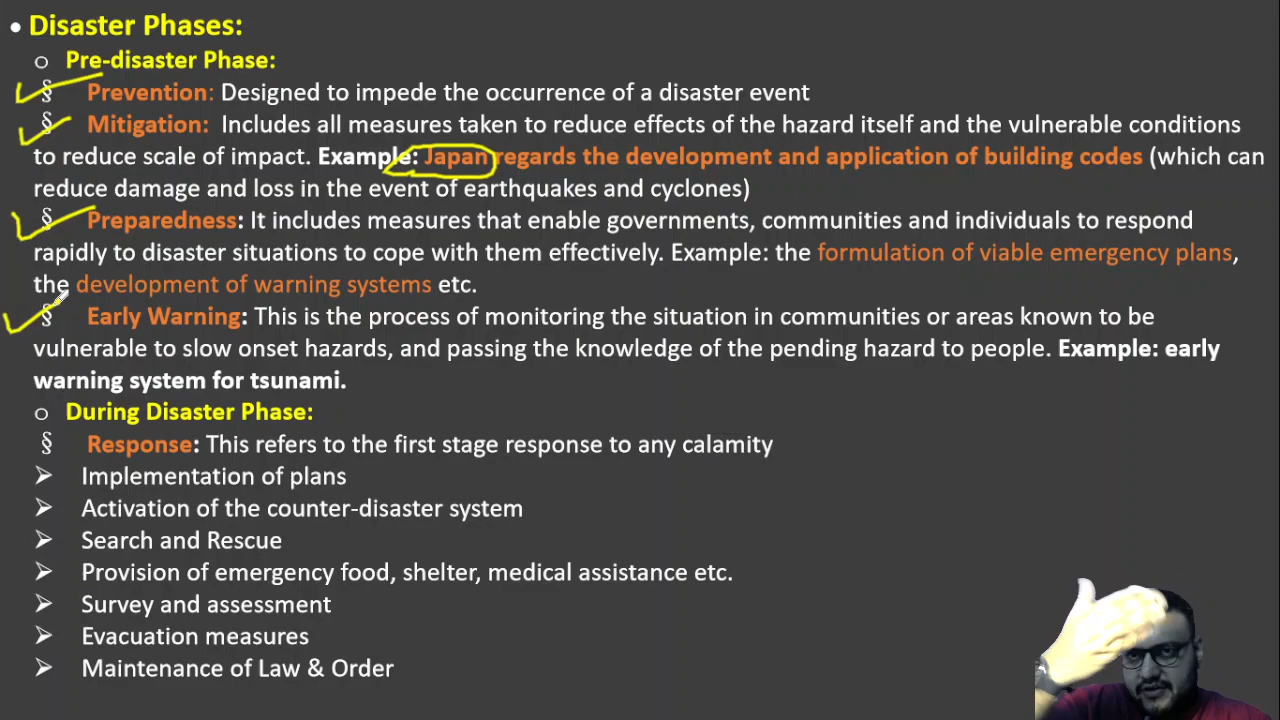 • Disaster Phases:
o Pre-disaster Phase:
§ Prevention: Designed to impede the occurrence of a disaster event
§ Mitigation: Includes all measures taken to reduce effects of the hazard itself and the vulnerable conditions
to reduce scale of impact. Example: Japan regards the development and application of building codes (which can
reduce damage and loss in the event of earthquakes and cyclones)
§ Preparedness: It includes measures that enable governments, communities and individuals to respond
rapidly to disaster situations to cope with them effectively. Example: the formulation of viable emergency plans,
the development of warning systems etc.
§ Early Warning: This is the process of monitoring the situation in communities or areas known to be
vulnerable to slow onset hazards, and passing the knowledge of the pending hazard to people. Example: early
warning system for tsunami.
o During Disaster Phase:
§ Response: This refers to the first stage response to any calamity
➢ Implementation of plans
➢ Activation of the counter-disaster system
➢ Search and Rescue
➢ Provision of emergency food, shelter, medical assistance etc.
➢ Survey and assessment
➢ Evacuation measures
➢ Maintenance of Law & Order